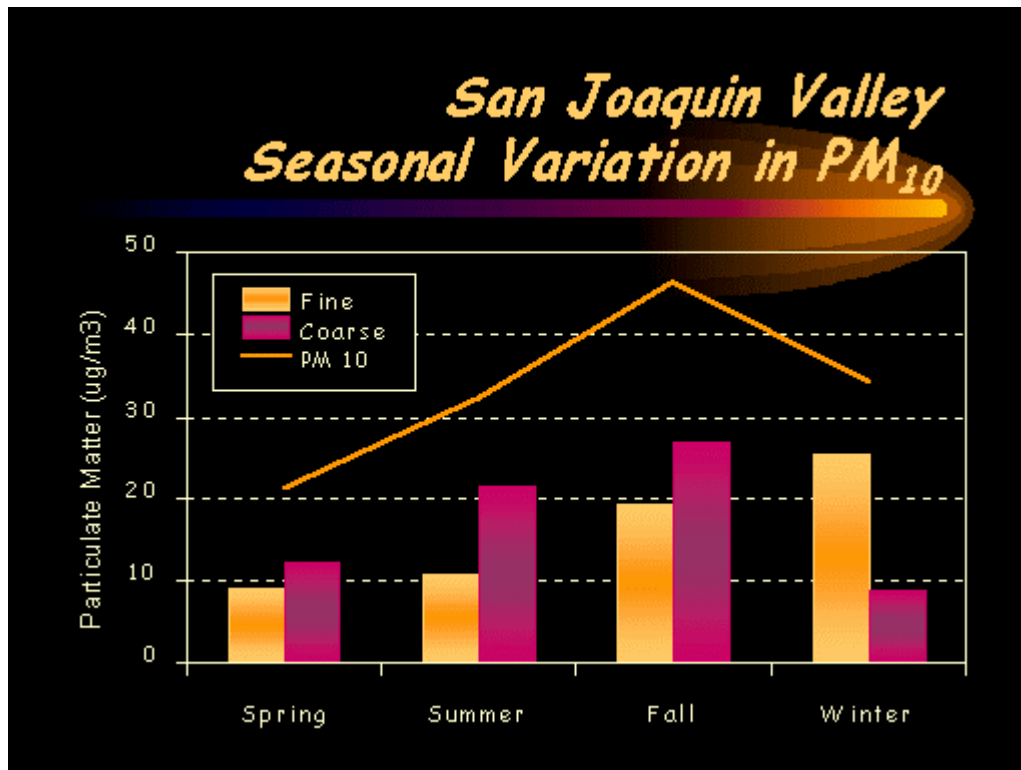 San Joaquin Valley
Seasonal Variation in PM10
50
40
30
20
10
0
Particulate Matter (ug/m3)
Fine
Coarse
PM 10
Spring Summer Fall Winter